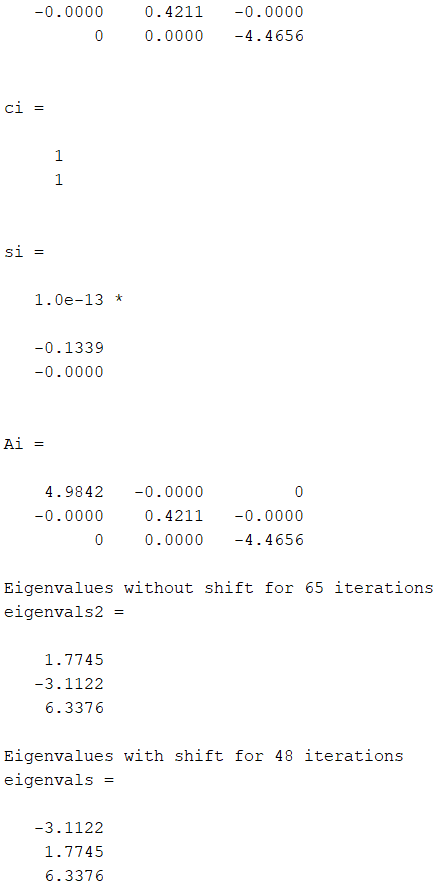 -0.0000 0.4211 -0.0000
0 0.0000 -4.4656
ci =
1
1
si =
1.0e-13 *
-0.1339
-0.0000
Ai =
4.9842 -0.0000 0
-0.0000 0.4211 -0.0000
0 0.0000 -4.4656
Eigenvalues without shift for 65 iterations
eigenvals2 =
1.7745
-3.1122
6.3376
Eigenvalues with shift for 48 iterations
eigenvals =
-3.1122
1.7745
6.3376